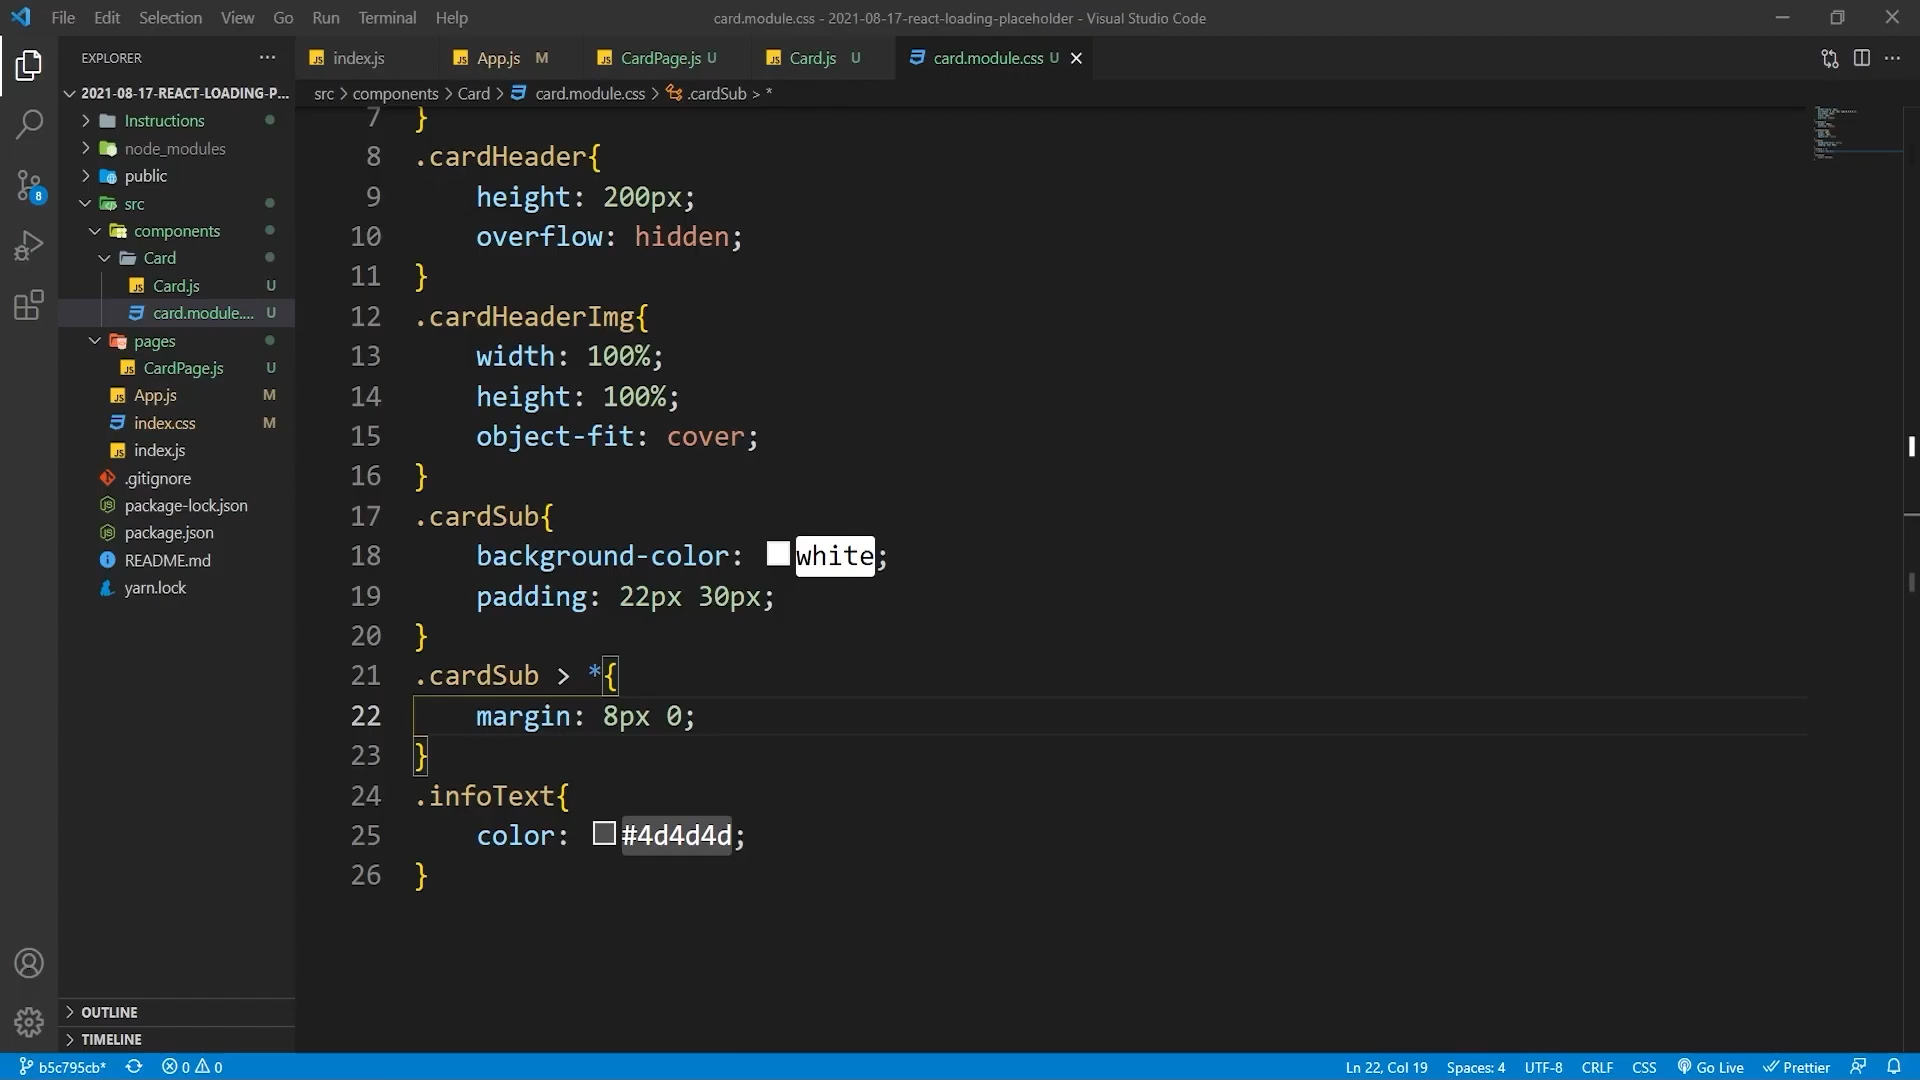 File Edit Selection View Go Run Terminal Help
card.module.css - 2021-08-17-react-loading-placeholder - Visual Studio Code
EXPLORER
index.js
App.js M
CardPage.js U
Card.js U
card.module.css U
2021-08-17-REACT-LOADING-P...
src > components > Card > card.module.css > .cardSub > *
Instructions
node_modules
public
src
components
Card
Card.js U
card.module.... U
pages
CardPage.js U
App.js M
index.css M
index.js
.gitignore
package-lock.json
package.json
README.md
yarn.lock
8
7 }
8 .cardHeader{
9 height: 200px;
10 overflow: hidden;
11 }
12 .cardHeaderImg{
13 width: 100%;
14 height: 100%;
15 object-fit: cover;
16 }
17 .cardSub{
18 background-color: white;
19 padding: 22px 30px;
20 }
21 .cardSub > *{
22 margin: 8px 0;
23 }
24 .infoText{
25 color: #4d4d4d;
26 }
OUTLINE
TIMELINE
b5c795cb* 0 0 Ln 22, Col 19 Spaces: 4 UTF-8 CRLF CSS Go Live Prettier